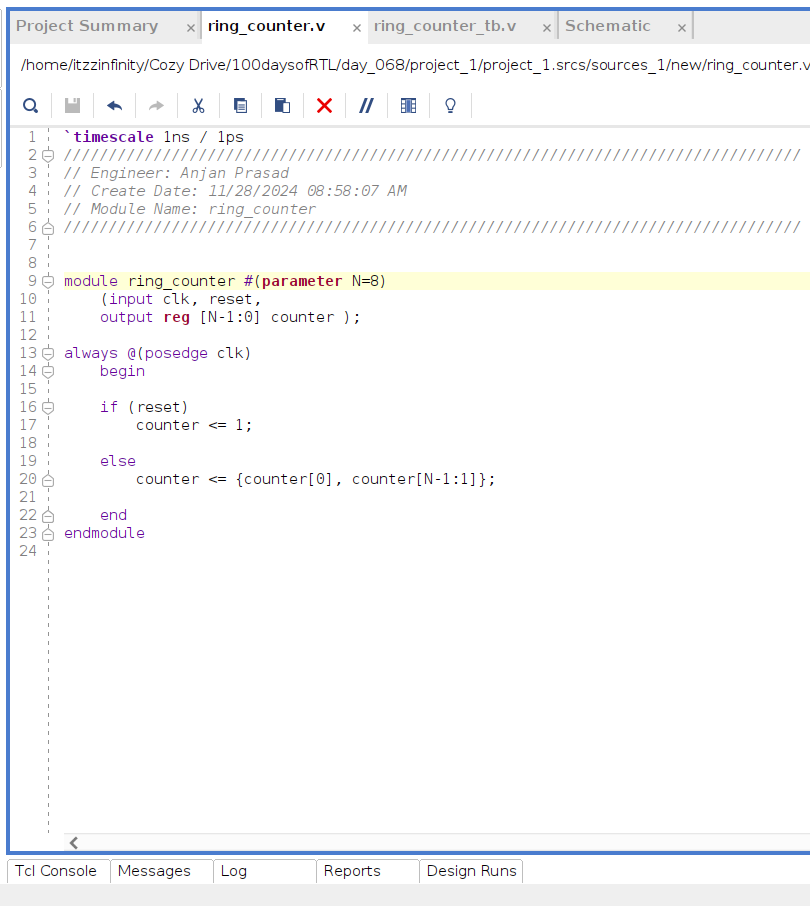 Project Summary × ring_counter.v × ring_counter_tb.v × Schematic ×
/home/itzzinfinity/Cozy Drive/100daysofRTL/day_068/project_1/project_1.srcs/sources_1/new/ring_counter.v
1 `timescale 1ns / 1ps
2 //////////////////////////////////////////////////////////////////////////////////
3 // Engineer: Anjan Prasad
4 // Create Date: 11/28/2024 08:58:07 AM
5 // Module Name: ring_counter
6 //////////////////////////////////////////////////////////////////////////////////
7
8
9 module ring_counter #(parameter N=8)
10 (input clk, reset,
11 output reg [N-1:0] counter );
12
13 always @(posedge clk)
14 begin
15
16 if (reset)
17 counter <= 1;
18
19 else
20 counter <= {counter[0], counter[N-1:1]};
21
22 end
23 endmodule
24
Tcl Console Messages Log Reports Design Runs